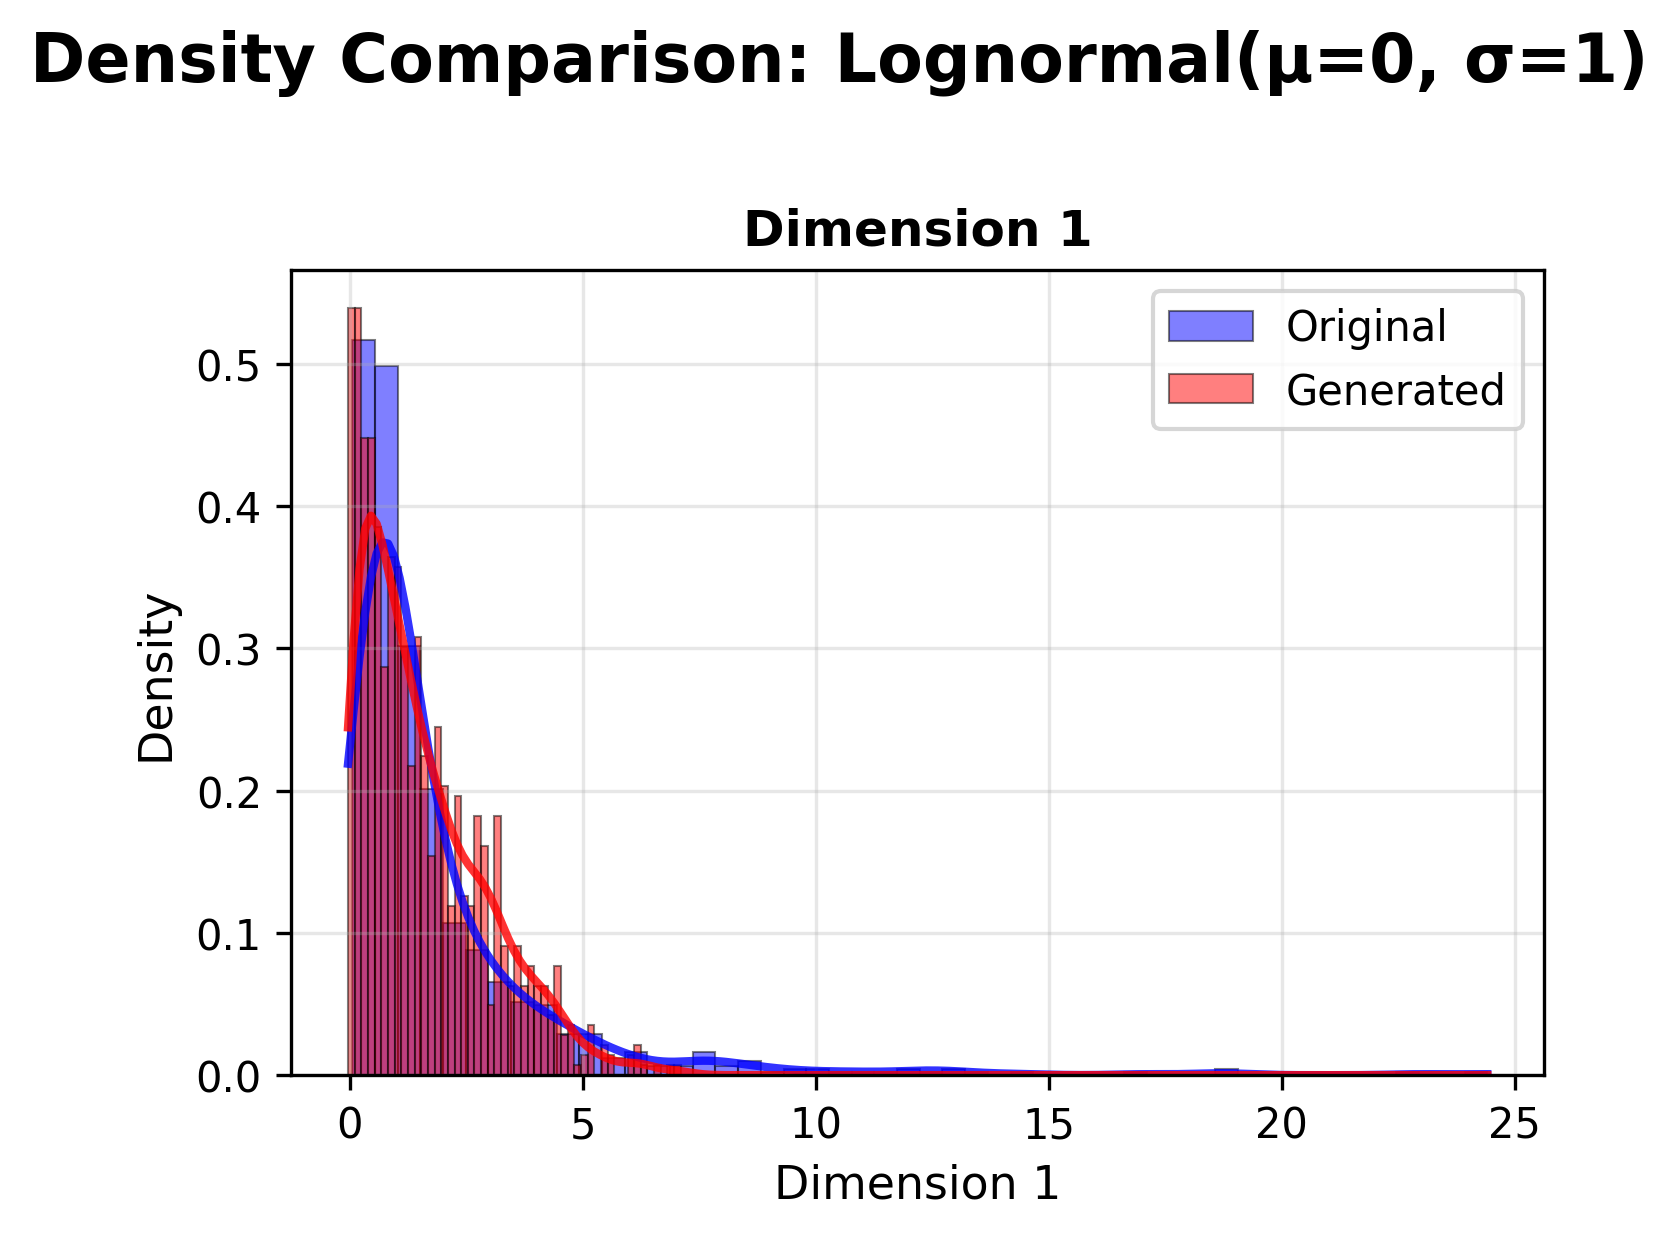 Density Comparison: Lognormal(μ=0, σ=1)
Dimension 1
Original
Generated
Density
0.5
0.4
0.3
0.2
0.1
0.0
0 5 10 15 20 25
Dimension 1